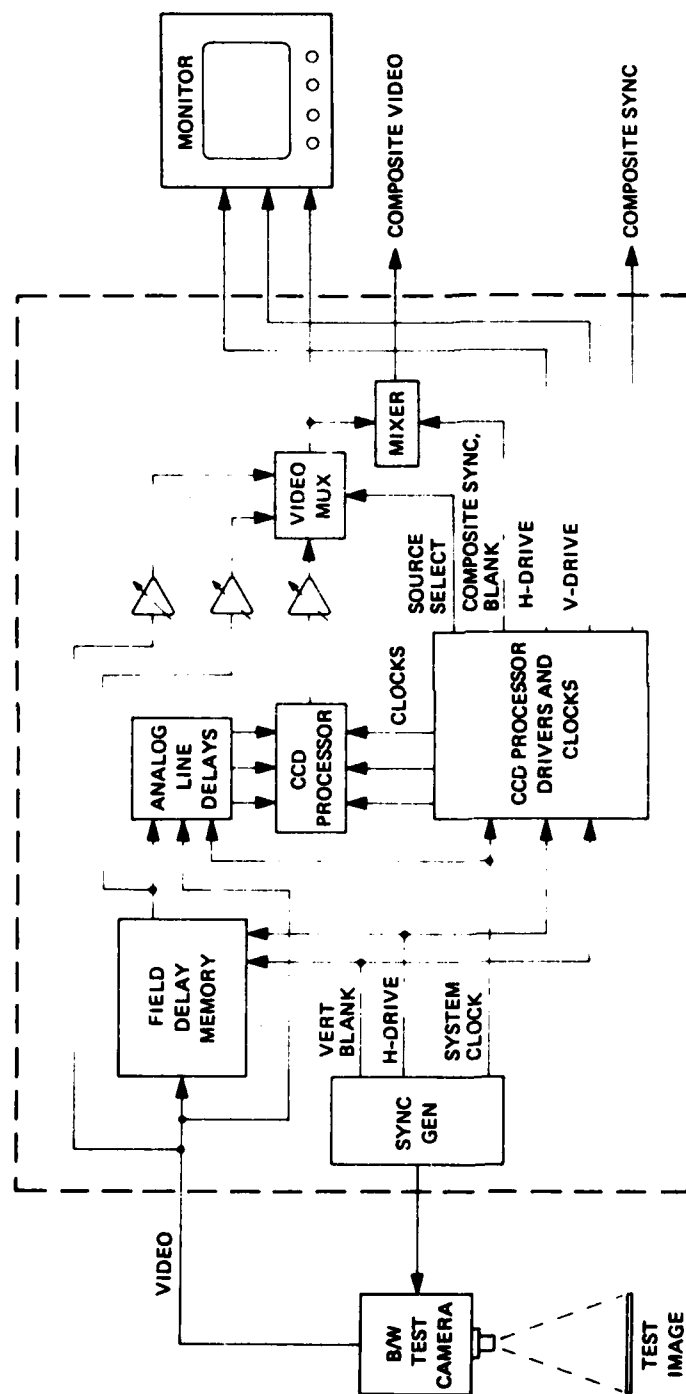 MONITOR
COMPOSITE VIDEO
COMPOSITE SYNC
MIXER
VIDEO
MUX
SOURCE
SELECT
COMPOSITE SYNC,
BLANK
H-DRIVE
V-DRIVE
CLOCKS
ANALOG
LINE
DELAYS
CCD
PROCESSOR
CCD PROCESSOR
DRIVERS AND
CLOCKS
FIELD
DELAY
MEMORY
VERT
BLANK
H-DRIVE
SYSTEM
CLOCK
SYNC
GEN
VIDEO
B/W
TEST
CAMERA
TEST
IMAGE